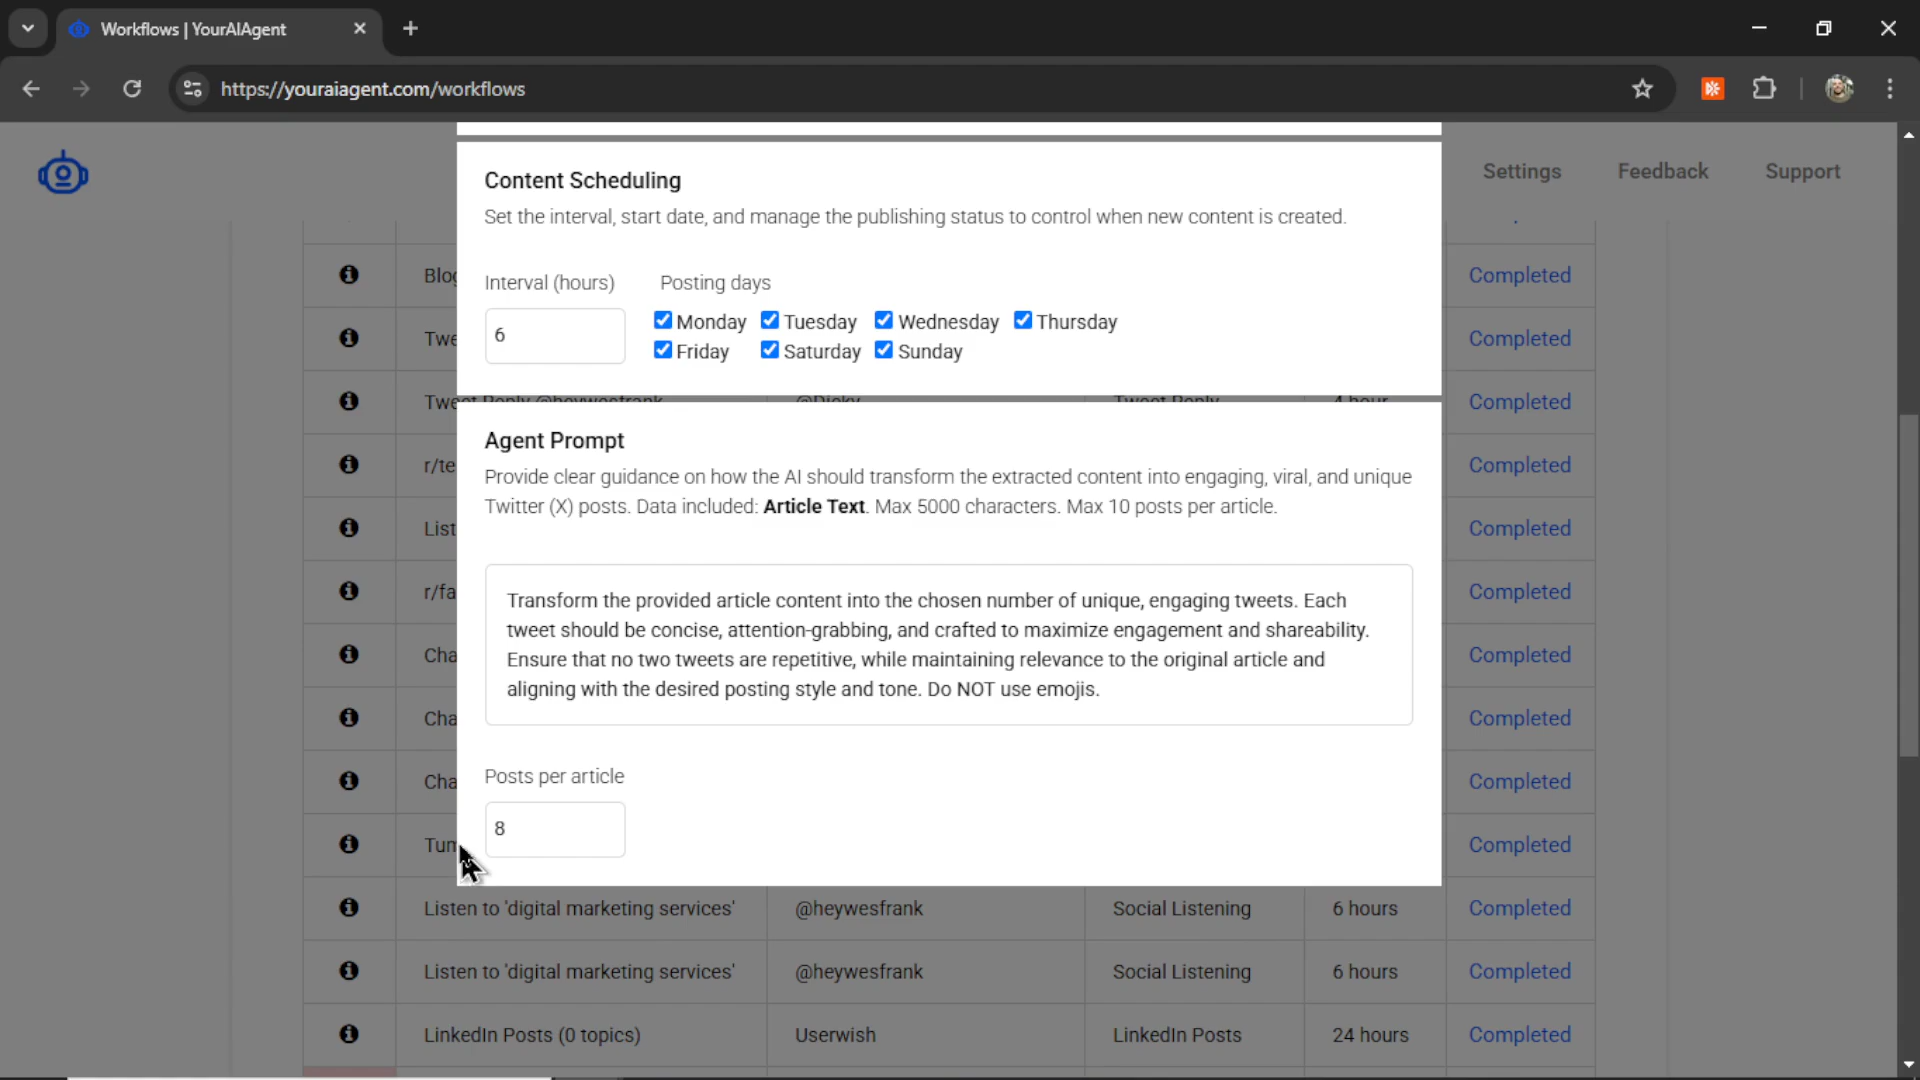 Workflows | YourAIAgent
https://youraiagent.com/workflows
Settings Feedback Support
Content Scheduling
Set the interval, start date, and manage the publishing status to control when new content is created.
Interval (hours) Posting days
6
Monday Tuesday Wednesday Thursday
Friday Saturday Sunday
Agent Prompt
Provide clear guidance on how the AI should transform the extracted content into engaging, viral, and unique
Twitter (X) posts. Data included: Article Text. Max 5000 characters. Max 10 posts per article.
Transform the provided article content into the chosen number of unique, engaging tweets. Each
tweet should be concise, attention-grabbing, and crafted to maximize engagement and shareability.
Ensure that no two tweets are repetitive, while maintaining relevance to the original article and
aligning with the desired posting style and tone. Do NOT use emojis.
Posts per article
8
Blog Completed
Twe Completed
Tweet Reply @heywesfrank @Dicky Tweet Reply 4 hour Completed
r/te Completed
List Completed
r/fa Completed
Cha Completed
Cha Completed
Cha Completed
Tun Completed
Listen to 'digital marketing services' @heywesfrank Social Listening 6 hours Completed
Listen to 'digital marketing services' @heywesfrank Social Listening 6 hours Completed
LinkedIn Posts (0 topics) Userwish LinkedIn Posts 24 hours Completed